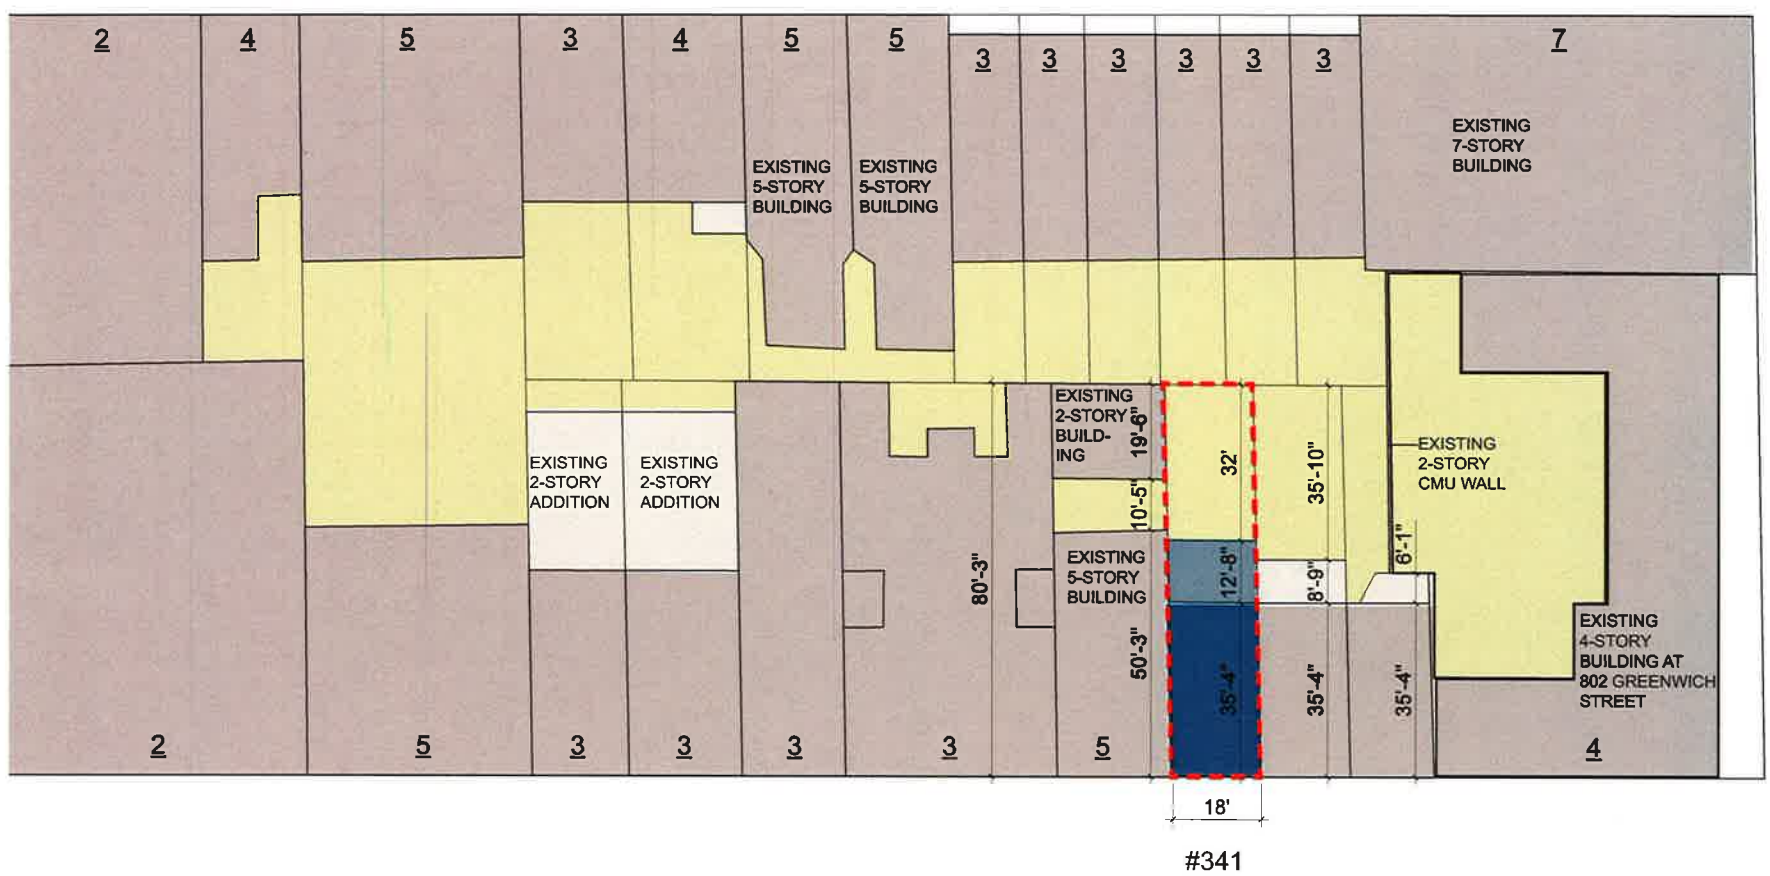 2
4
5
3
4
5
5
3
3
3
3
3
3
7
EXISTING
7-STORY
BUILDING
EXISTING
5-STORY
BUILDING
EXISTING
5-STORY
BUILDING
EXISTING
2-STORY
BUILD-
ING
19'-6"
32'
35'-10"
EXISTING
2-STORY
CMU WALL
EXISTING
2-STORY
ADDITION
EXISTING
2-STORY
ADDITION
10'-5"
6'-1"
80'-3"
EXISTING
5-STORY
BUILDING
12'-8"
8'-9"
50'-3"
35'-4"
35'-4"
35'-4"
EXISTING
4-STORY
BUILDING AT
802 GREENWICH
STREET
2
5
3
3
3
3
5
4
18'
#341